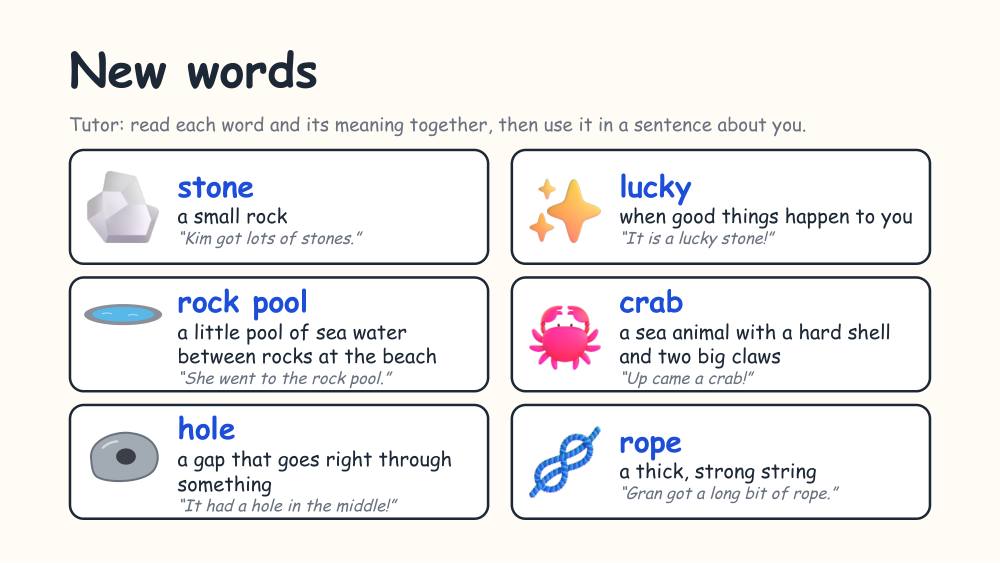 New words
Tutor: read each word and its meaning together, then use it in a sentence about you.
stone
a small rock
"Kim got lots of stones."
lucky
when good things happen to you
"It is a lucky stone!"
rock pool
a little pool of sea water
between rocks at the beach
"She went to the rock pool."
crab
a sea animal with a hard shell
and two big claws
"Up came a crab!"
hole
a gap that goes right through
something
"It had a hole in the middle!"
rope
a thick, strong string
"Gran got a long bit of rope."